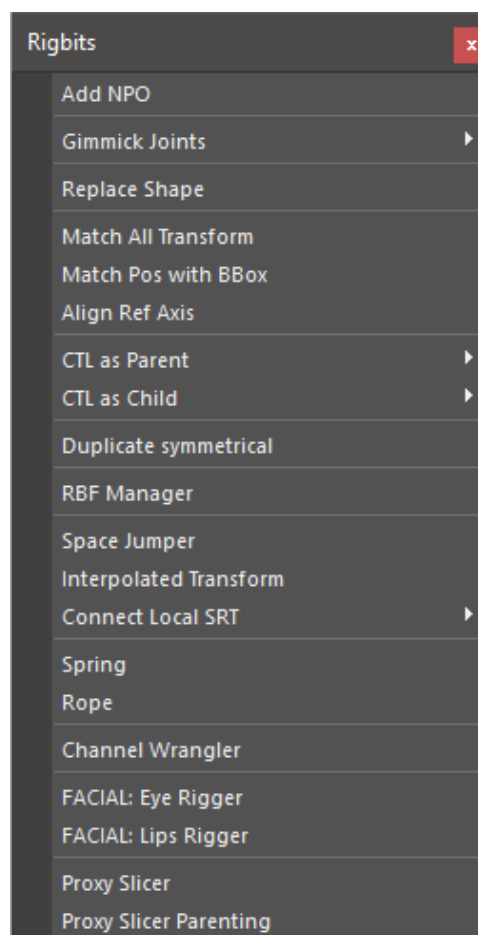 Rigbits
x
Add NPO
Gimmick Joints
Replace Shape
Match All Transform
Match Pos with BBox
Align Ref Axis
CTL as Parent
CTL as Child
Duplicate symmetrical
RBF Manager
Space Jumper
Interpolated Transform
Connect Local SRT
Spring
Rope
Channel Wrangler
FACIAL: Eye Rigger
FACIAL: Lips Rigger
Proxy Slicer
Proxy Slicer Parenting